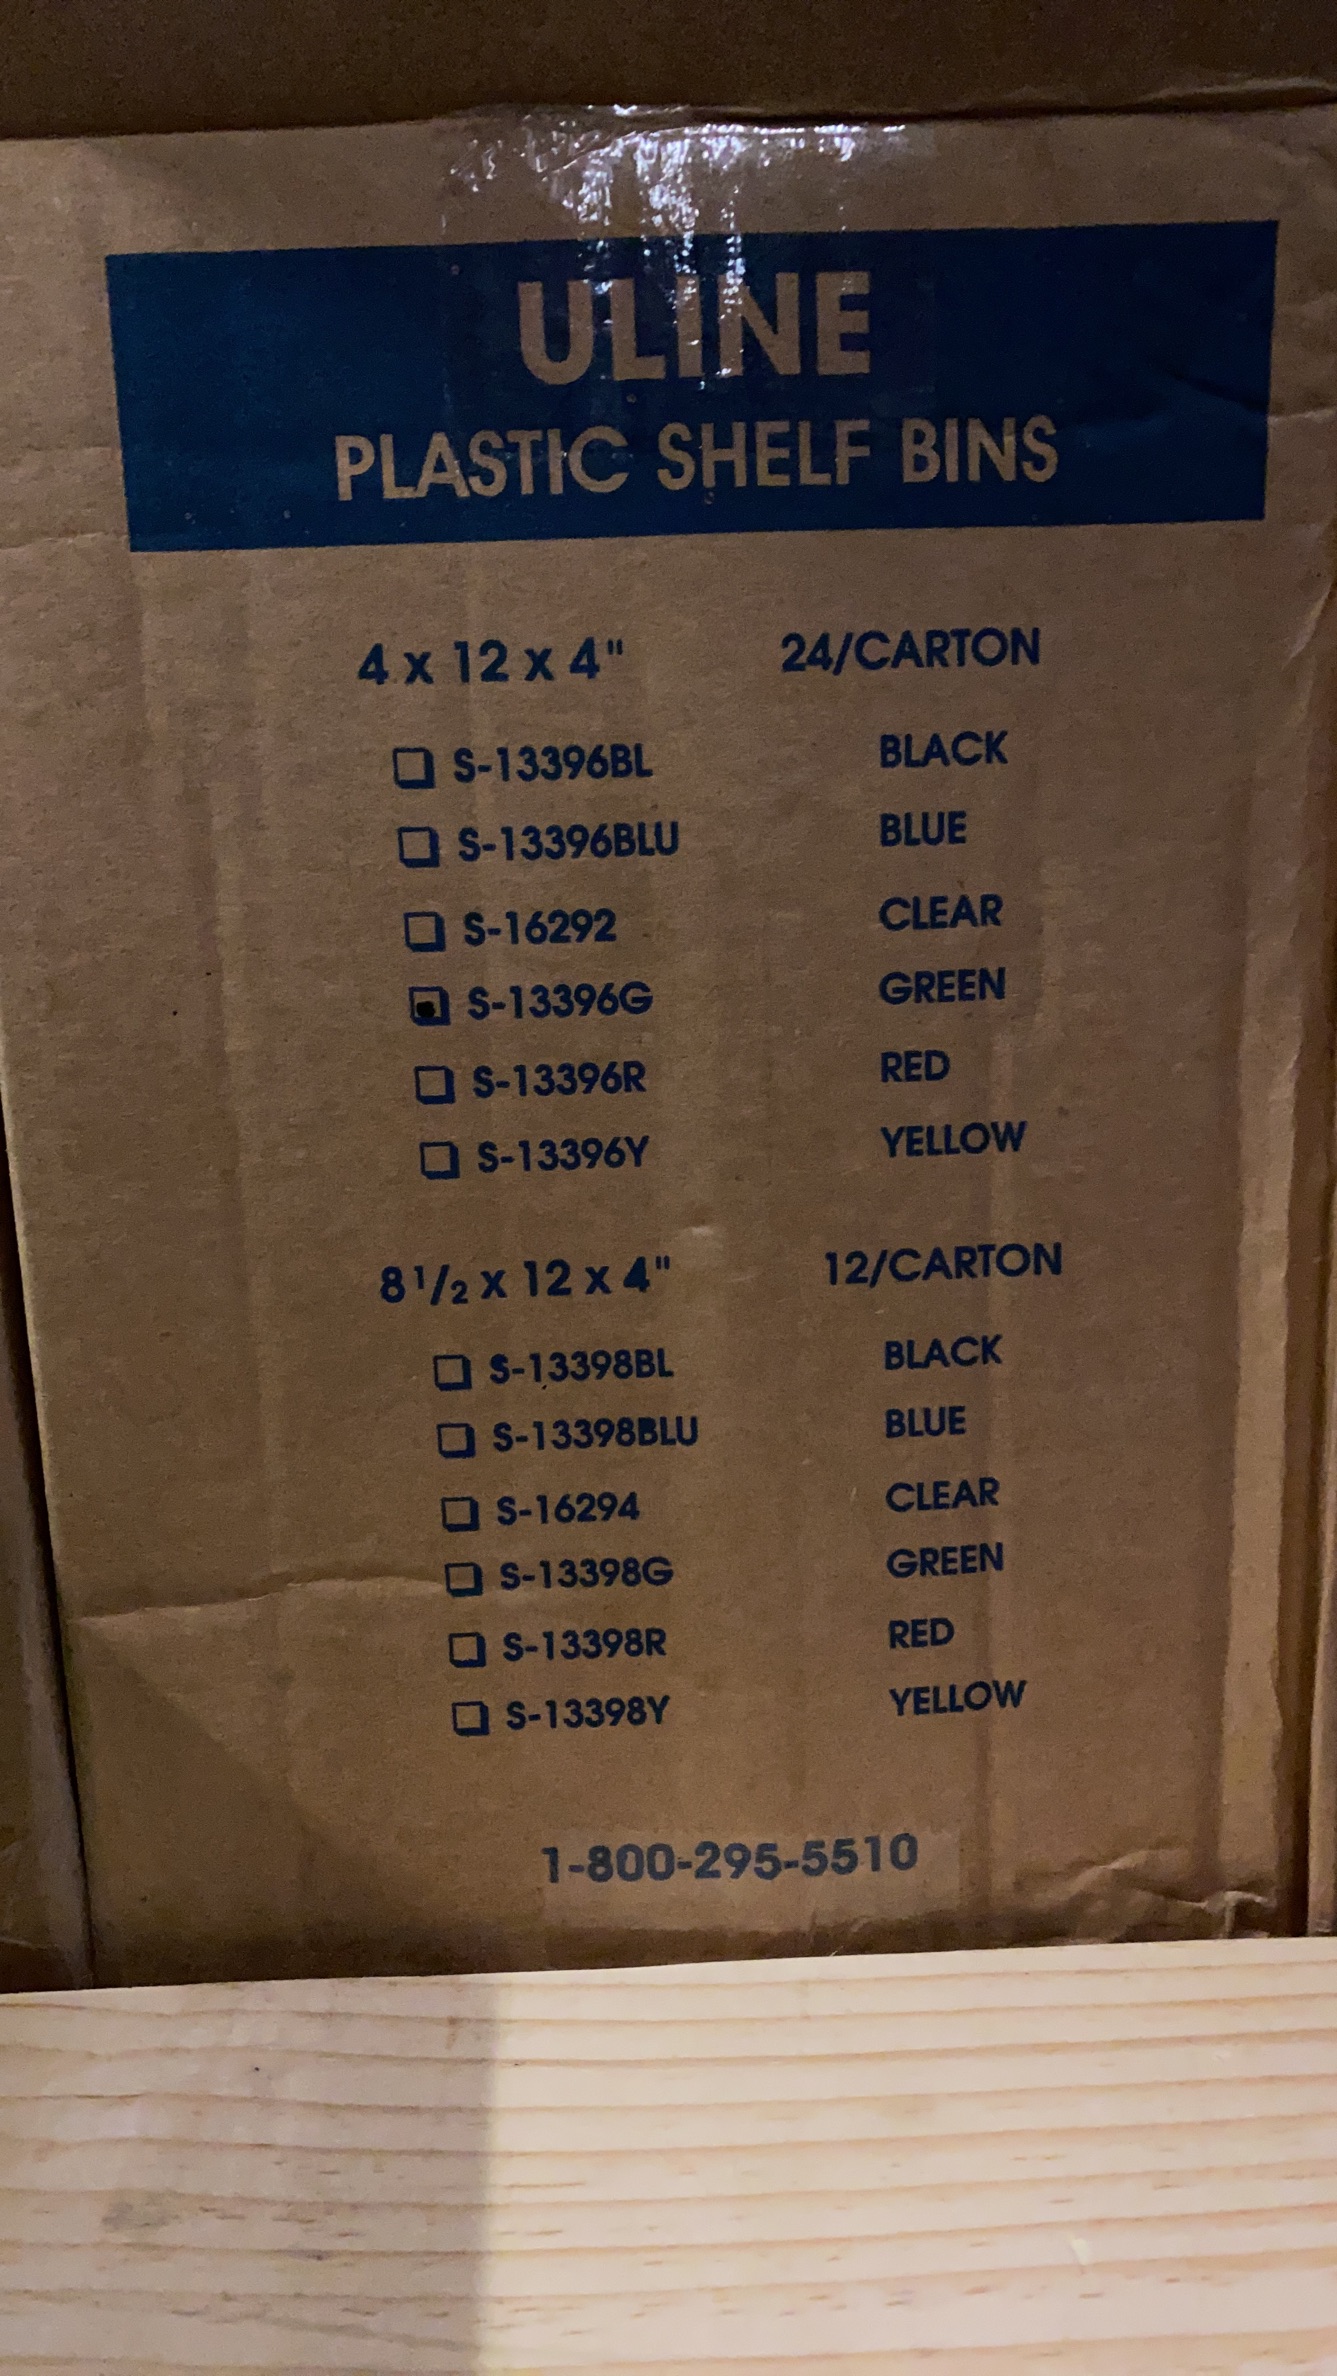 ULINE
PLASTIC SHELF BINS
4 x 12 x 4" 24/CARTON
S-13396BL BLACK
S-13396BLU BLUE
S-16292 CLEAR
S-13396G GREEN
S-13396R RED
S-13396Y YELLOW
8 1/2 x 12 x 4" 12/CARTON
S-13398BL BLACK
S-13398BLU BLUE
S-16294 CLEAR
S-13398G GREEN
S-13398R RED
S-13398Y YELLOW
1-800-295-5510